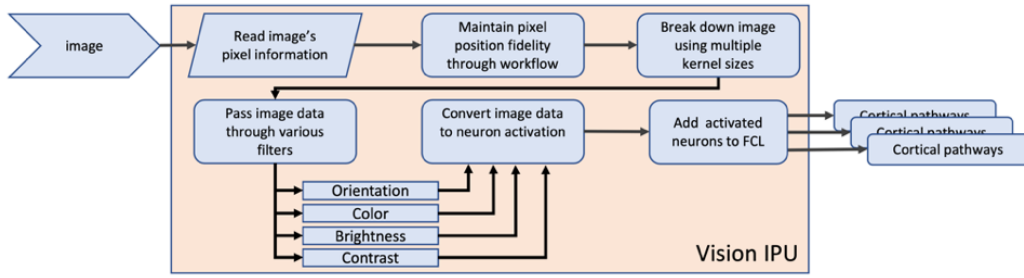 image
Read image's
pixel information
Maintain pixel
position fidelity
through workflow
Break down image
using multiple
kernel sizes
Pass image data
through various
filters
Convert image data
to neuron activation
Add activated
neurons to FCL
Cortical pathways
Cortical pathways
Cortical pathways
Orientation
Color
Brightness
Contrast
Vision IPU